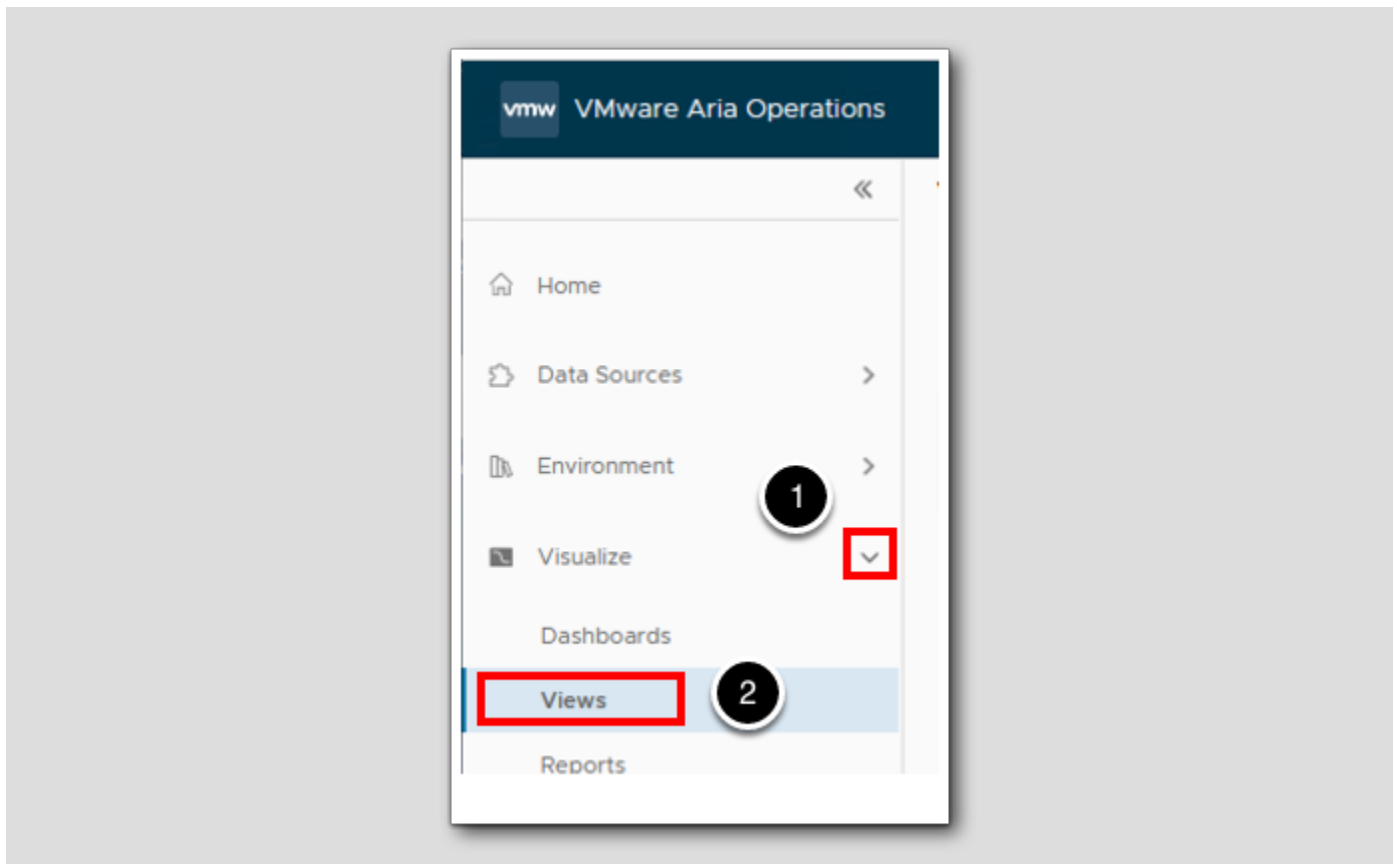 vmw VMware Aria Operations
Home
Data Sources
Environment
1
Visualize
Dashboards
Views
2
Reports